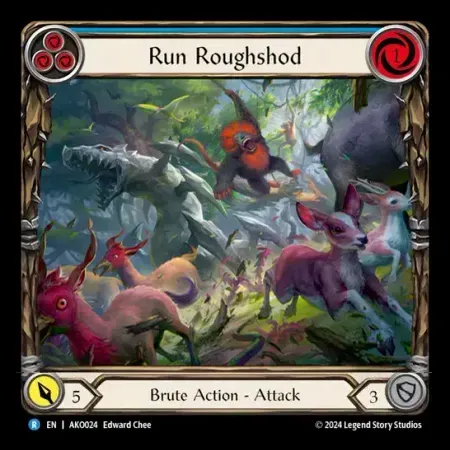 Run Roughshod
1
5 Brute Action - Attack 3
R EN | AKO024 Edward Chee © 2024 Legend Story Studios